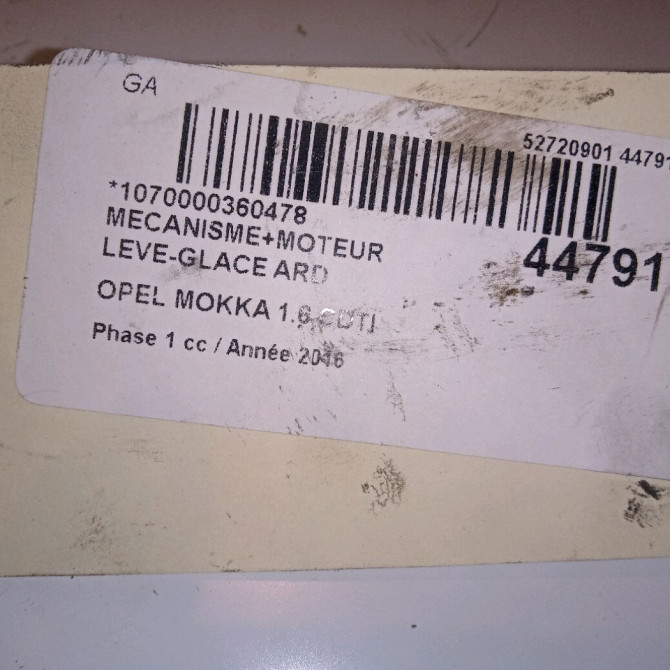 GA
52720901 44791
*1070000360478
44791
MECANISME+MOTEUR
LEVE-GLACE ARD
OPEL MOKKA 1.6 CDTI
Phase 1 cc / Année 2016